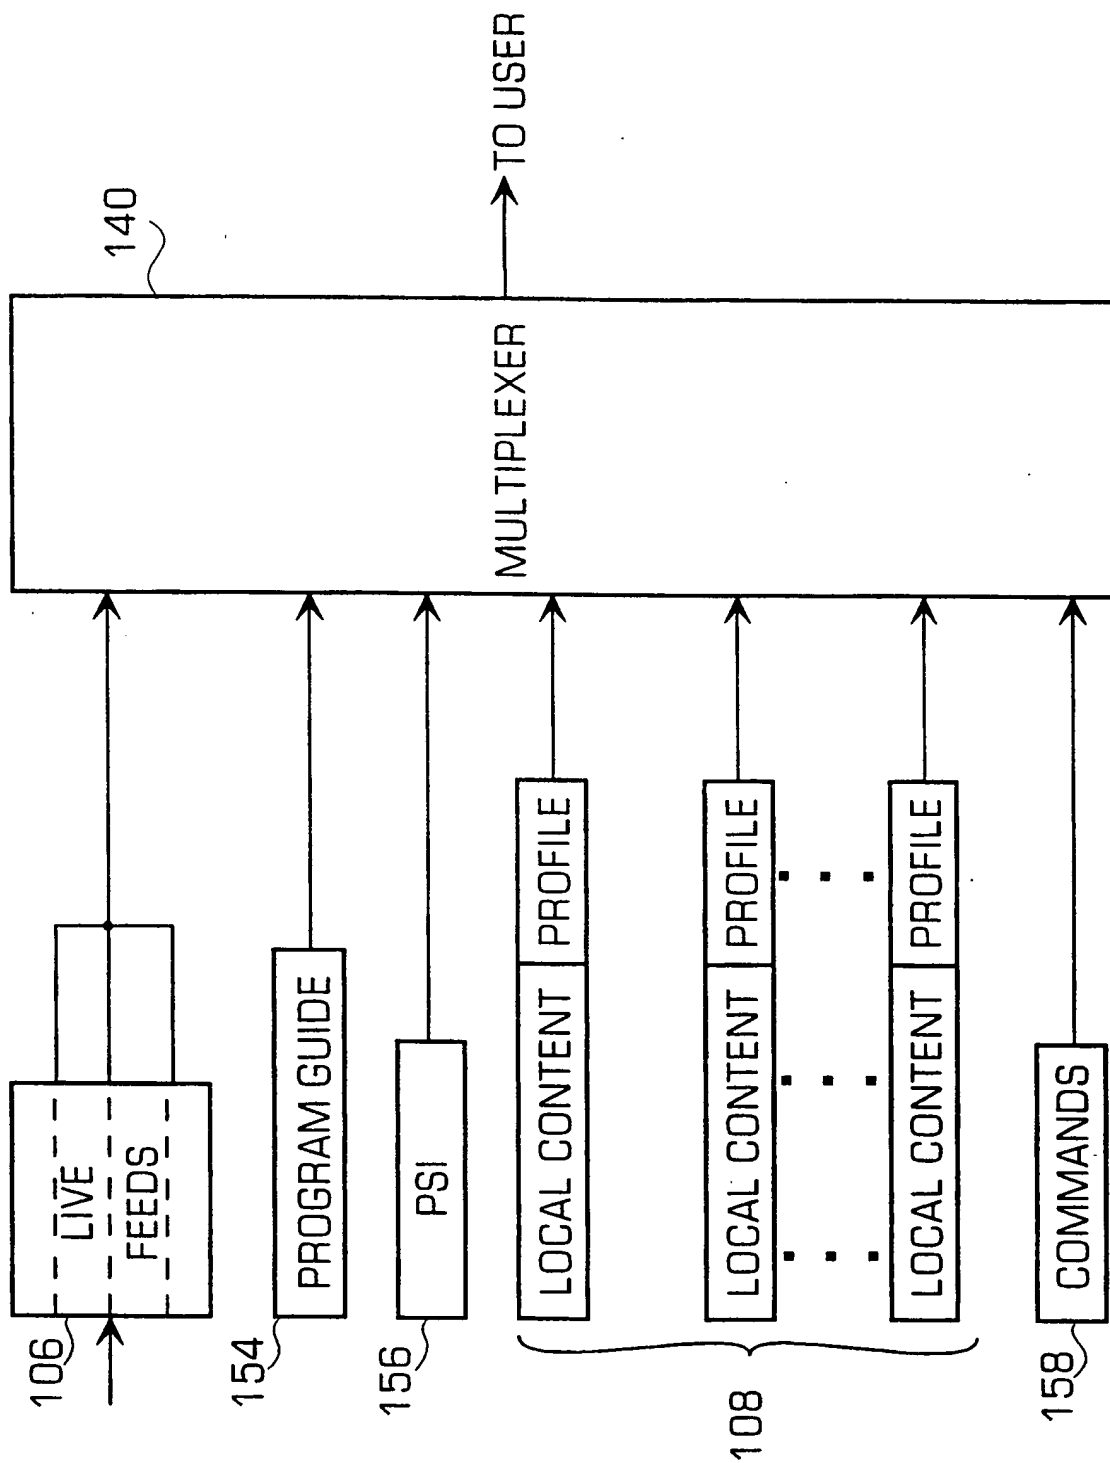 106
LIVE
FEEDS
154
PROGRAM GUIDE
156
PSI
108
LOCAL CONTENT PROFILE
LOCAL CONTENT PROFILE
LOCAL CONTENT PROFILE
158
COMMANDS
140
MULTIPLEXER
TO USER